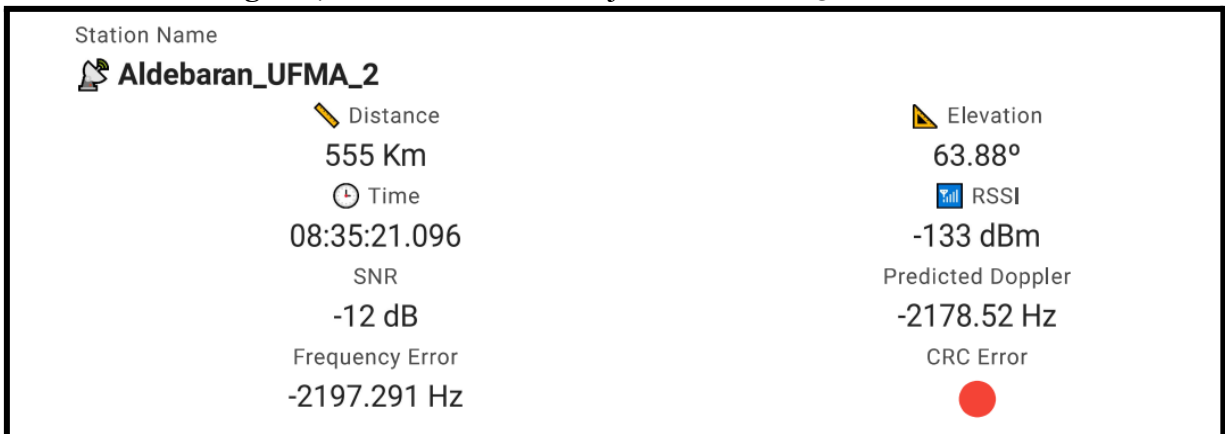 Station Name
Aldebaran_UFMA_2
Distance Elevation
555 Km 63.88º
Time RSSI
08:35:21.096 -133 dBm
SNR Predicted Doppler
-12 dB -2178.52 Hz
Frequency Error CRC Error
-2197.291 Hz